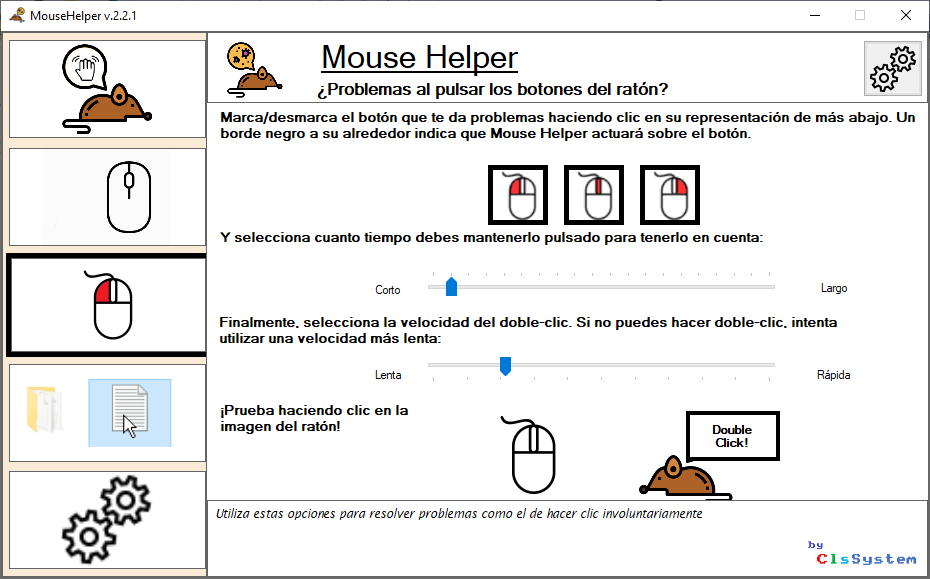 MouseHelper v.2.2.1
Mouse Helper
¿Problemas al pulsar los botones del ratón?
Marca/desmarca el botón que te da problemas haciendo clic en su representación de más abajo. Un
borde negro a su alrededor indica que Mouse Helper actuará sobre el botón.
Y selecciona cuanto tiempo debes mantenerlo pulsado para tenerlo en cuenta:
Corto
Largo
Finalmente, selecciona la velocidad del doble-clic. Si no puedes hacer doble-clic, intenta
utilizar una velocidad más lenta:
Lenta
Rápida
¡Prueba haciendo clic en la
imagen del ratón!
Double
Click!
Utiliza estas opciones para resolver problemas como el de hacer clic involuntariamente
by
ClsSystem